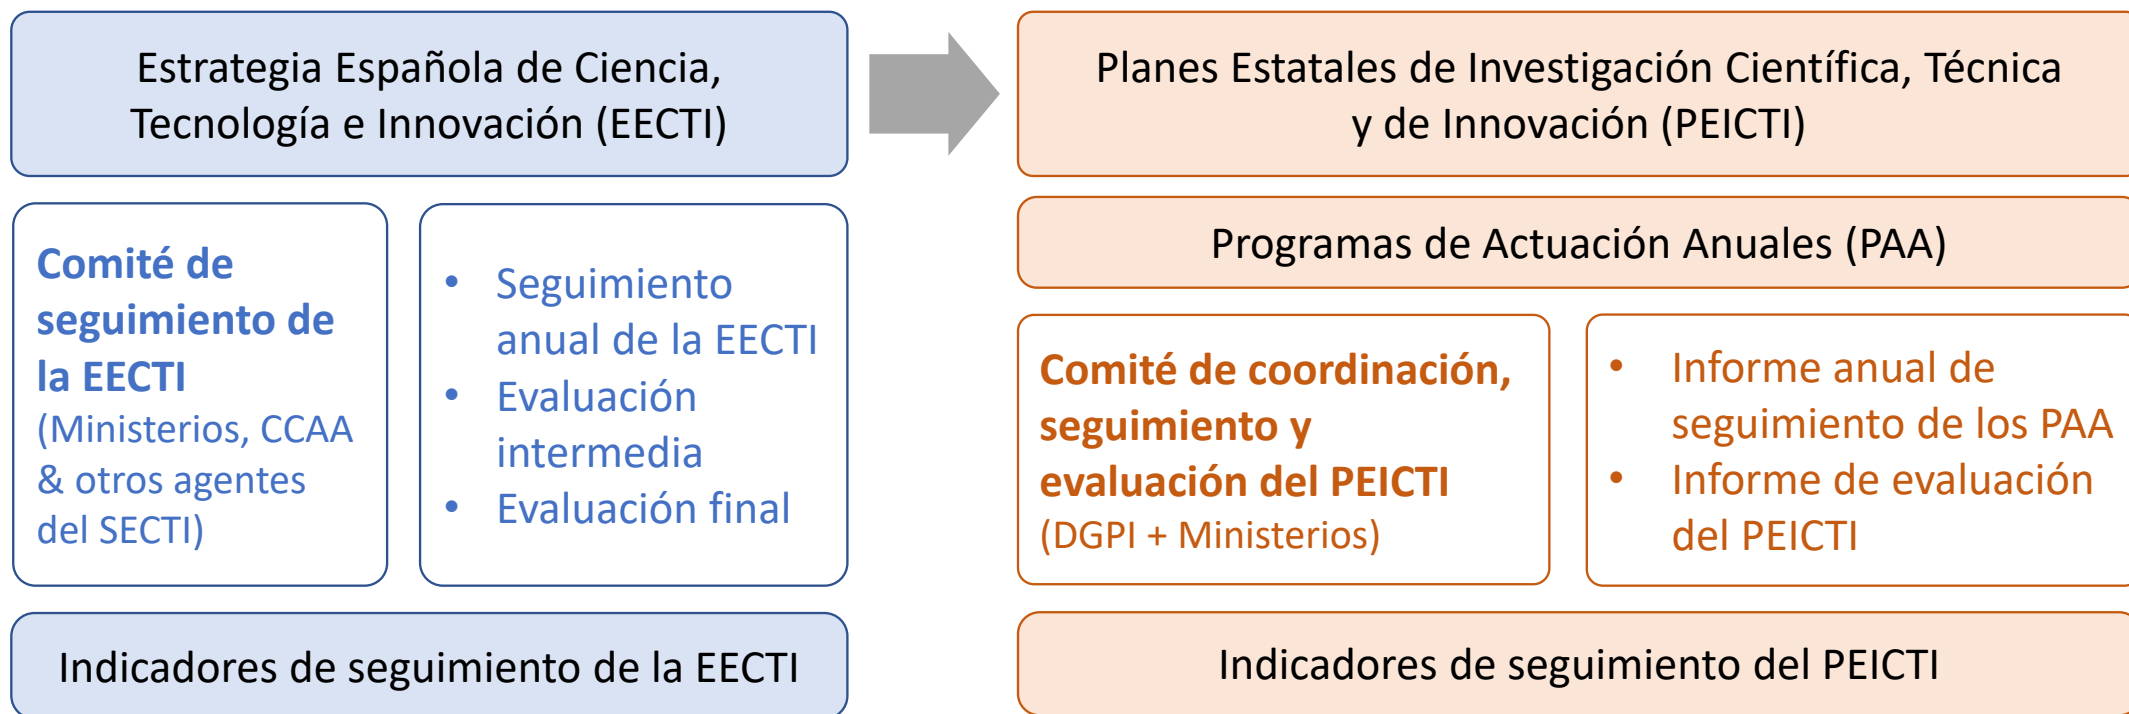 Estrategia Española de Ciencia,
Tecnología e Innovación (EECTI)
Comité de
seguimiento de
la EECTI
(Ministerios, CCAA
& otros agentes
del SECTI)
• Seguimiento
anual de la EECTI
• Evaluación
intermedia
• Evaluación final
Indicadores de seguimiento de la EECTI
Planes Estatales de Investigación Científica, Técnica
y de Innovación (PEICTI)
Programas de Actuación Anuales (PAA)
Comité de coordinación,
seguimiento y
evaluación del PEICTI
(DGPI + Ministerios)
• Informe anual de
seguimiento de los PAA
• Informe de evaluación
del PEICTI
Indicadores de seguimiento del PEICTI